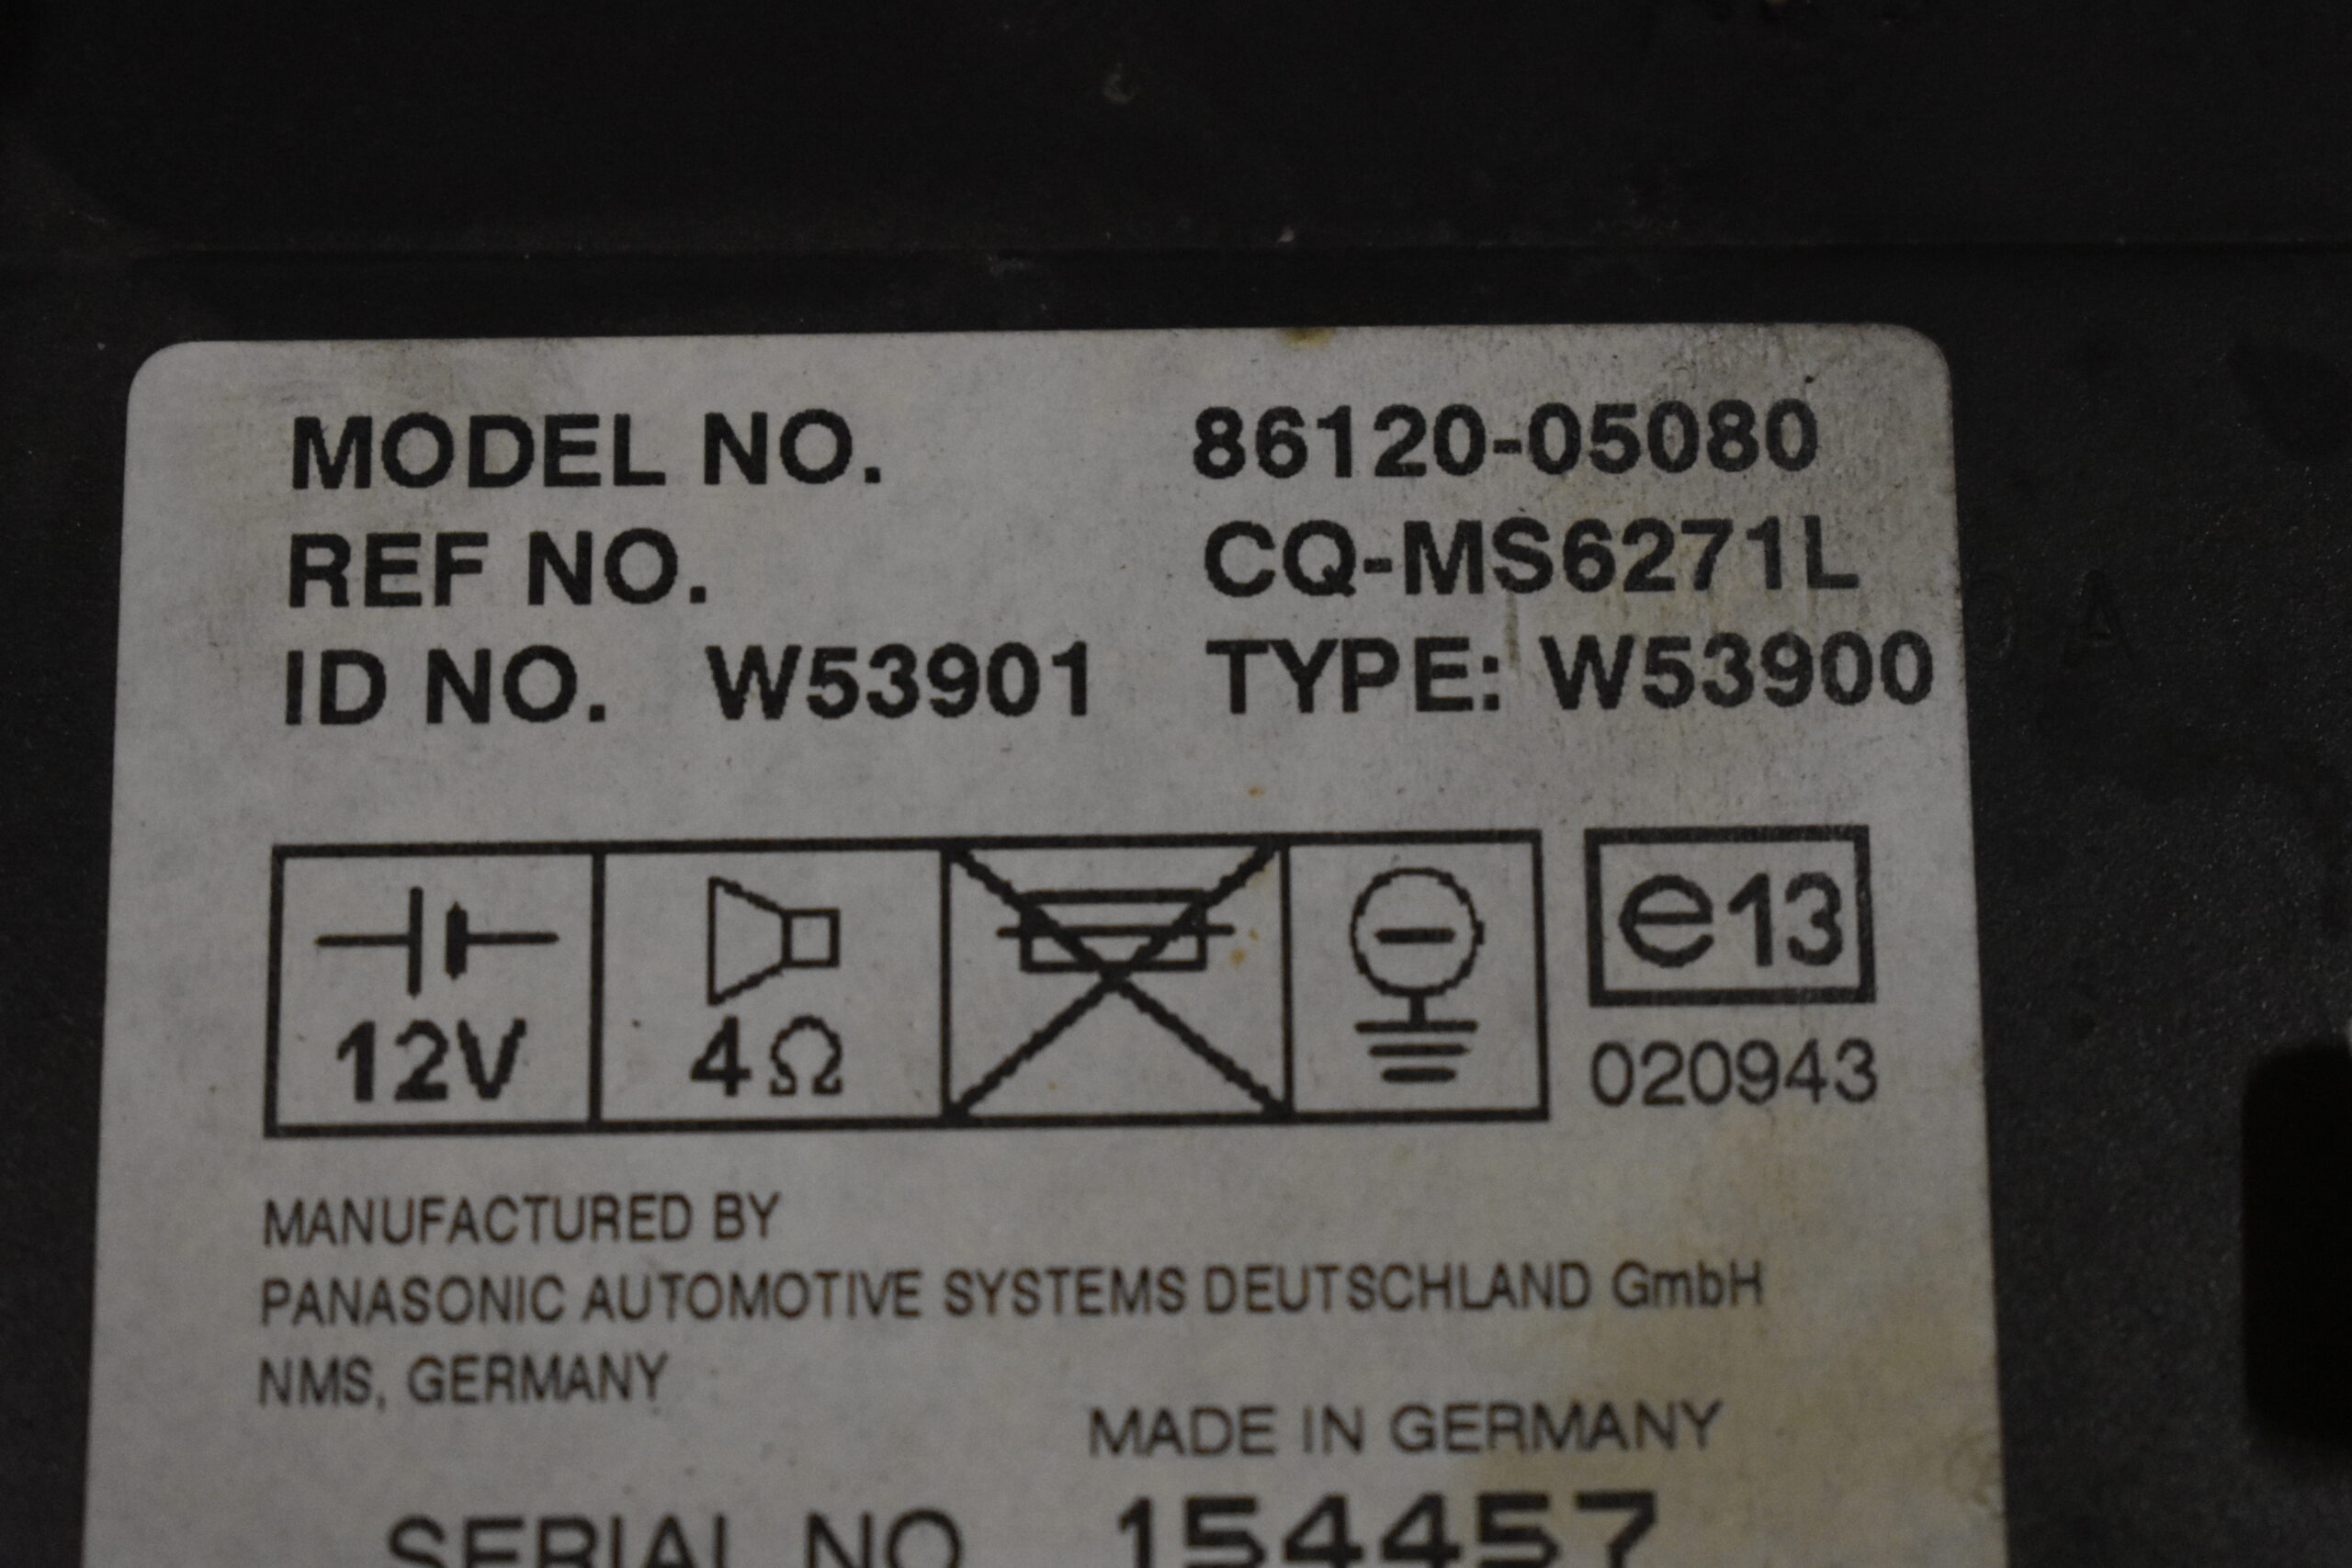 MODEL NO. 86120-05080
REF NO. CQ-MS6271L
ID NO. W53901 TYPE: W53900
12V 4Ω e13
020943
MANUFACTURED BY
PANASONIC AUTOMOTIVE SYSTEMS DEUTSCHLAND GmbH
NMS, GERMANY
MADE IN GERMANY
SERIAL NO 154457